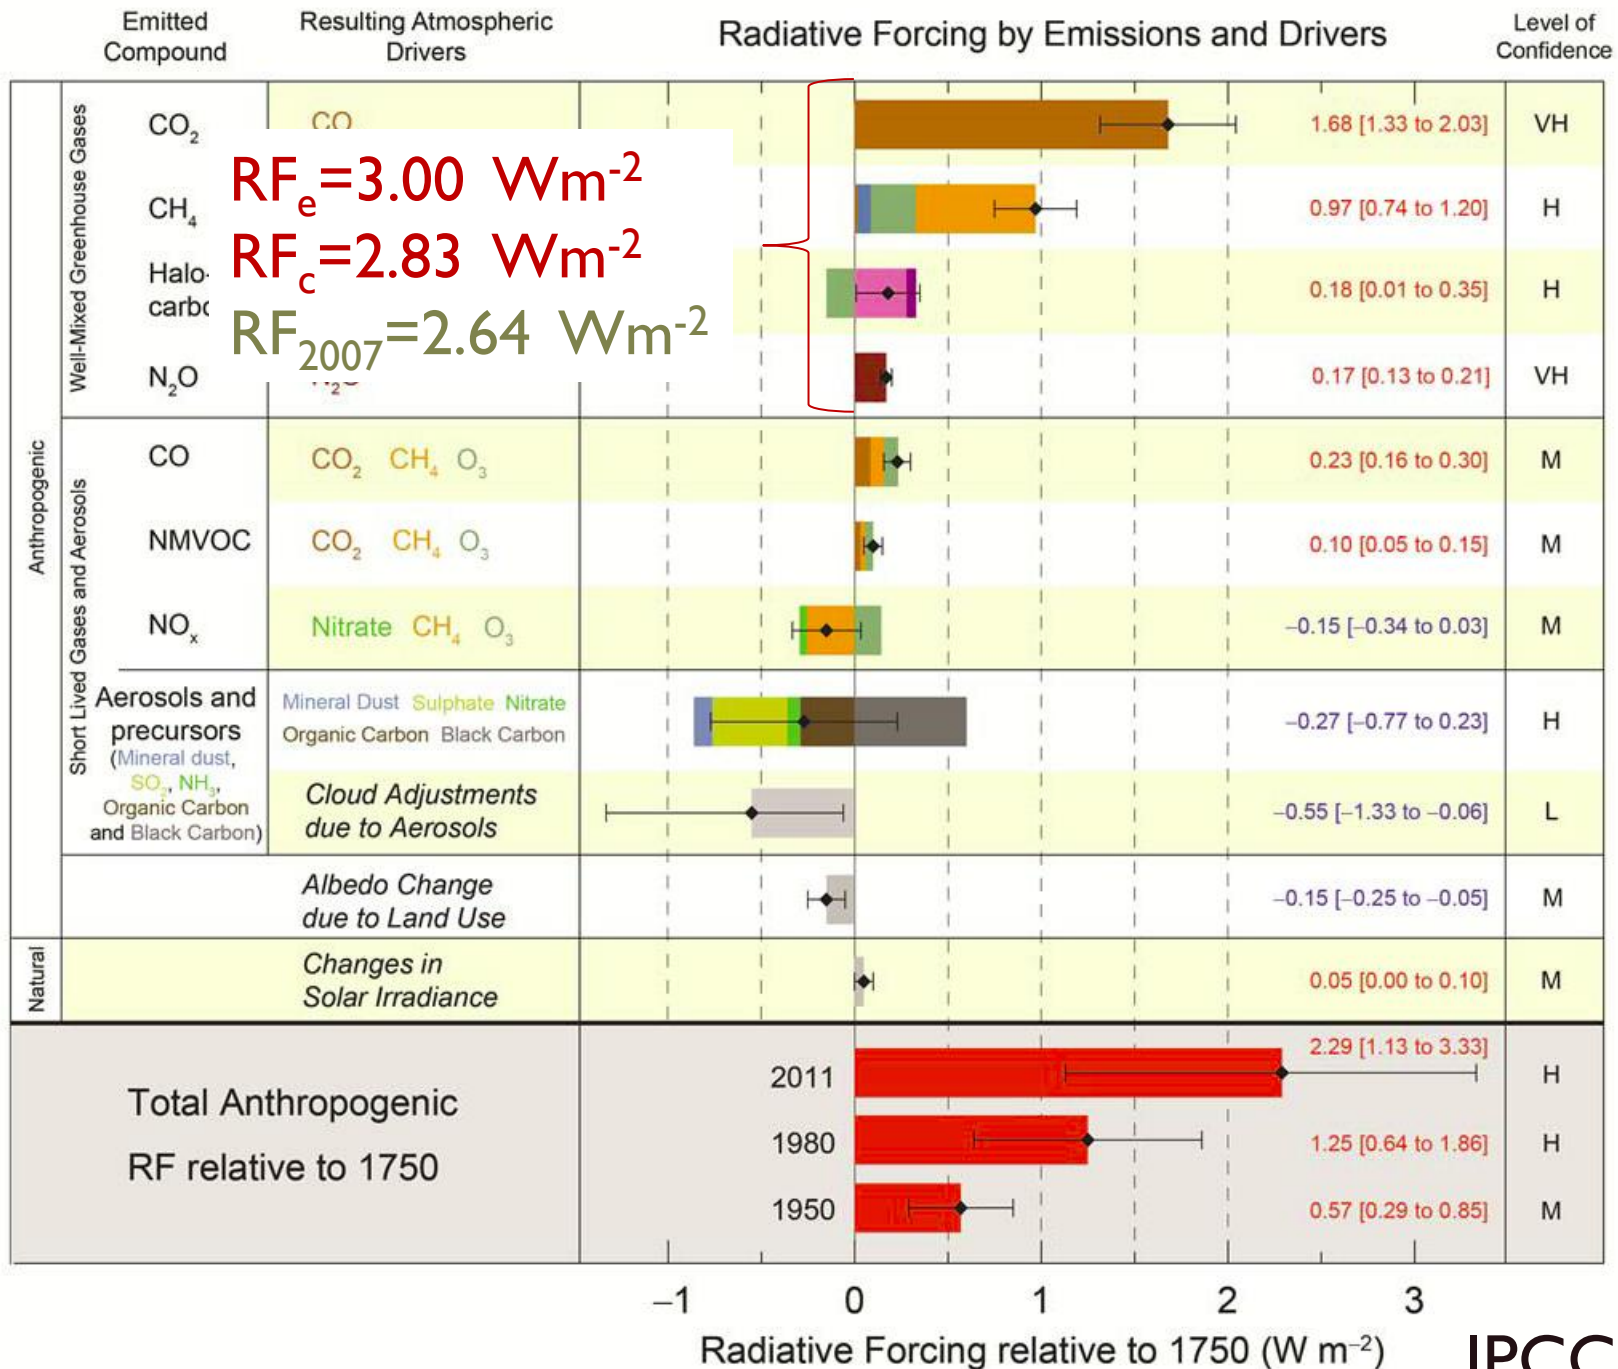 Emitted Compound
Resulting Atmospheric Drivers
Radiative Forcing by Emissions and Drivers
Level of Confidence
Anthropogenic
Well-Mixed Greenhouse Gases
CO₂
CO
1.68 [1.33 to 2.03]
VH
RFₑ=3.00 Wm⁻²
RF_c=2.83 Wm⁻²
RF₂₀₀₇=2.64 Wm⁻²
CH₄
0.97 [0.74 to 1.20]
H
Halo-
carbo
0.18 [0.01 to 0.35]
H
N₂O
N₂O
0.17 [0.13 to 0.21]
VH
Short Lived Gases and Aerosols
CO
CO₂ CH₄ O₃
0.23 [0.16 to 0.30]
M
NMVOC
CO₂ CH₄ O₃
0.10 [0.05 to 0.15]
M
NOₓ
Nitrate CH₄ O₃
−0.15 [−0.34 to 0.03]
M
Aerosols and
precursors
(Mineral dust,
SO₂, NH₃,
Organic Carbon
and Black Carbon)
Mineral Dust Sulphate Nitrate
Organic Carbon Black Carbon
−0.27 [−0.77 to 0.23]
H
Cloud Adjustments
due to Aerosols
−0.55 [−1.33 to −0.06]
L
Albedo Change
due to Land Use
−0.15 [−0.25 to −0.05]
M
Natural
Changes in
Solar Irradiance
0.05 [0.00 to 0.10]
M
Total Anthropogenic
RF relative to 1750
2011
2.29 [1.13 to 3.33]
H
1980
1.25 [0.64 to 1.86]
H
1950
0.57 [0.29 to 0.85]
M
−1 0 1 2 3
Radiative Forcing relative to 1750 (W m⁻²)
IPCC